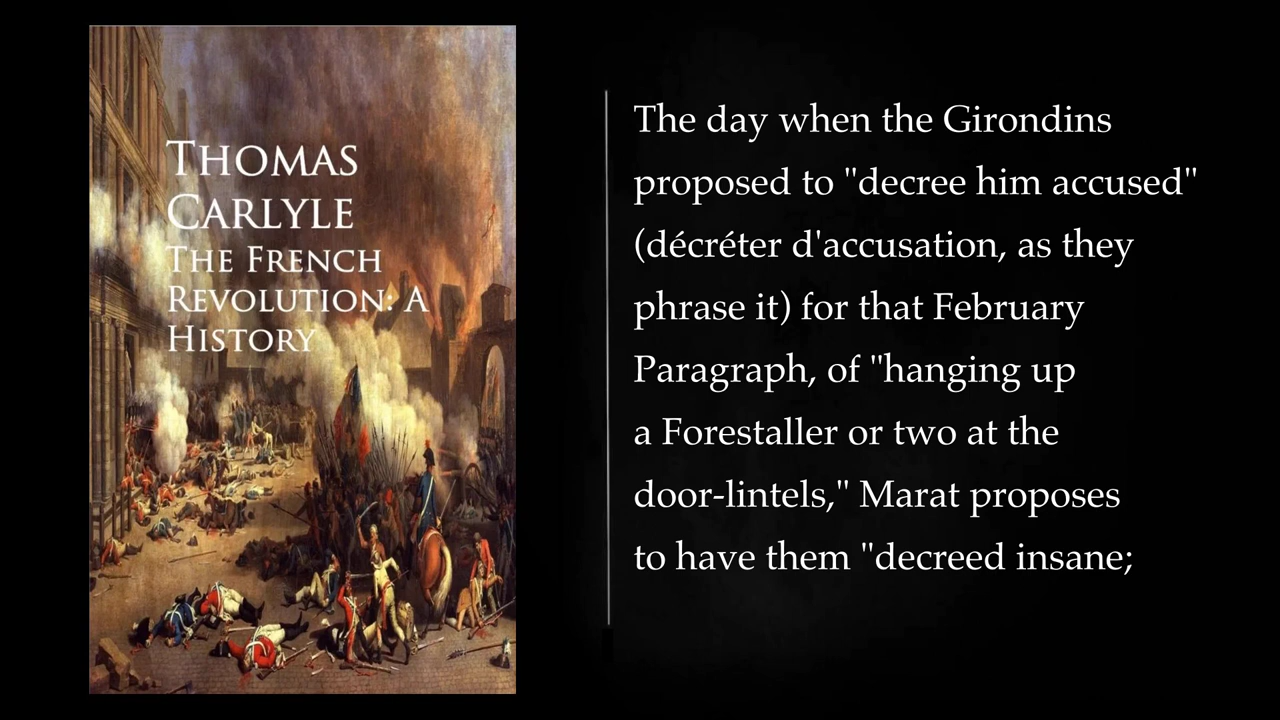 THOMAS
CARLYLE
THE FRENCH
REVOLUTION: A
HISTORY
The day when the Girondins
proposed to "decree him accused"
(décréter d'accusation, as they
phrase it) for that February
Paragraph, of "hanging up
a Forestaller or two at the
door-lintels," Marat proposes
to have them "decreed insane;